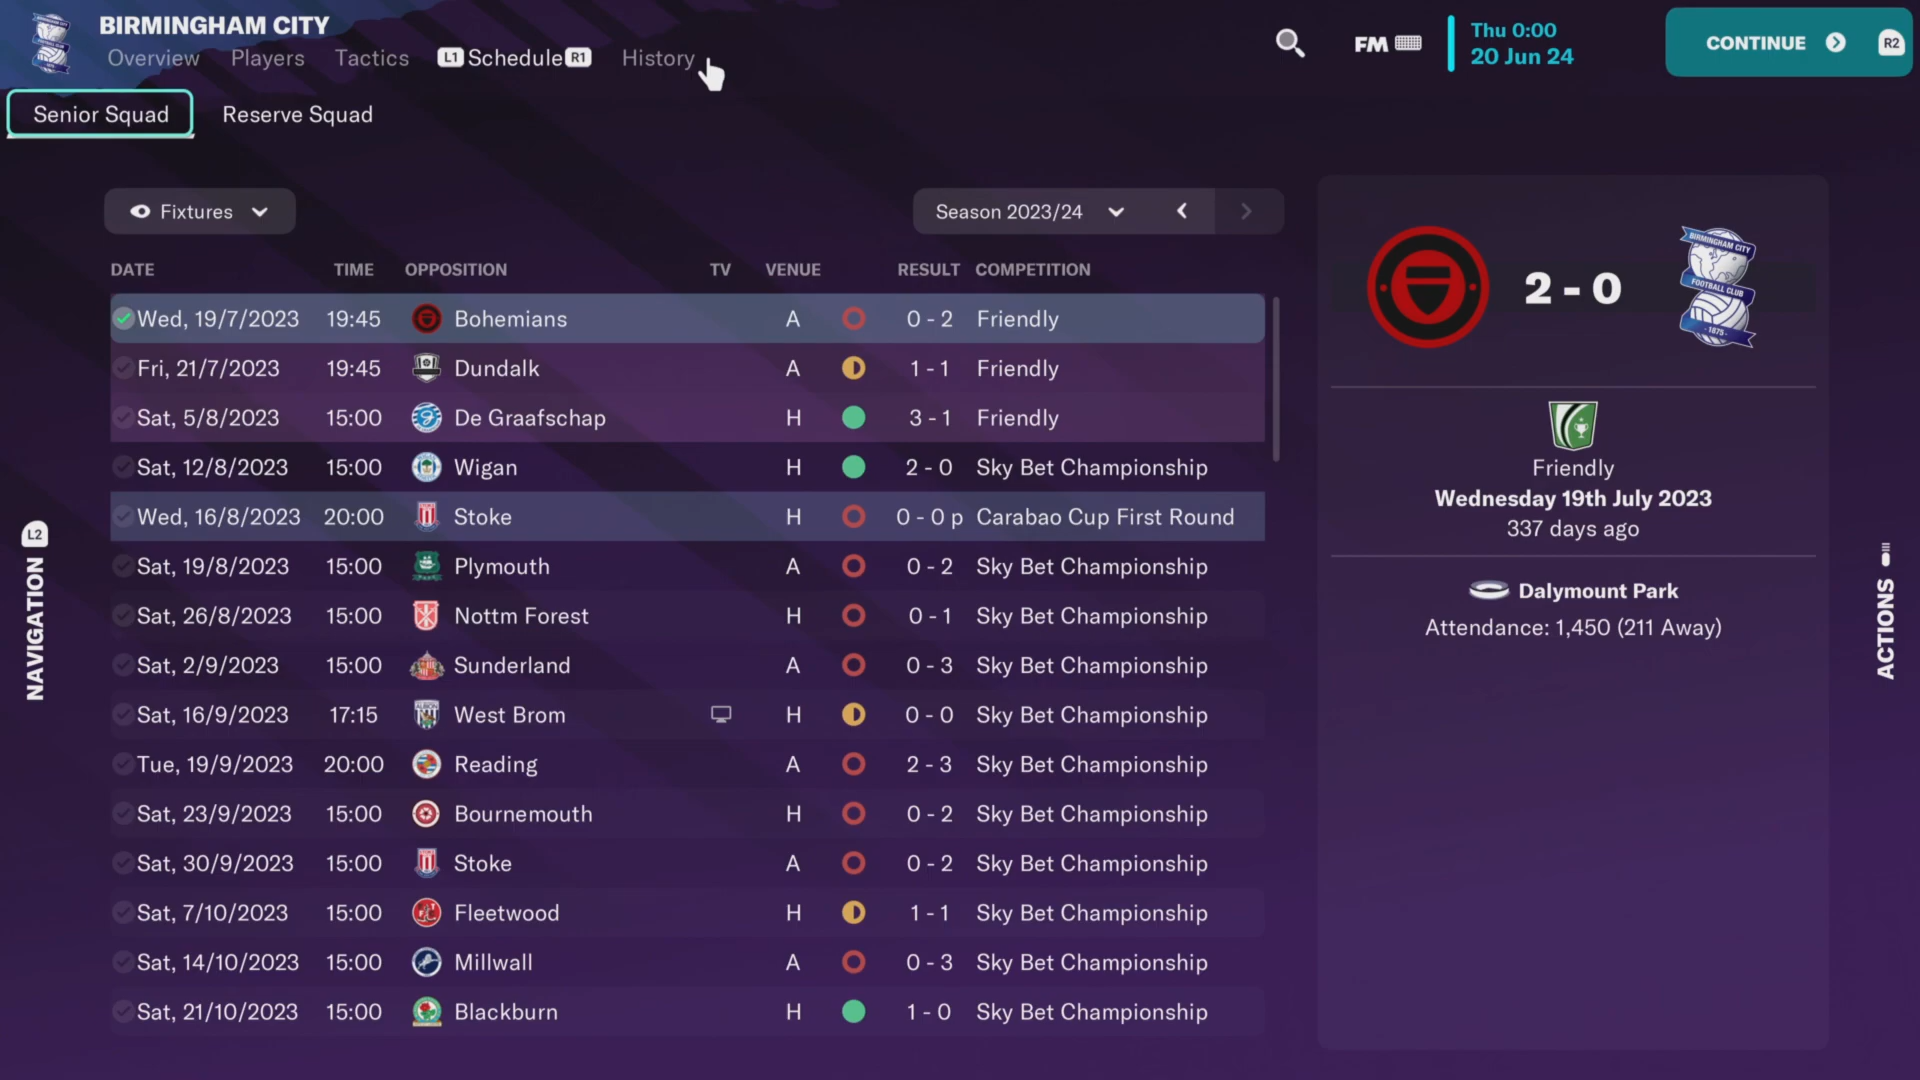 BIRMINGHAM CITY
Overview Players Tactics L1 Schedule R1 History
FM
Thu 0:00
20 Jun 24
CONTINUE R2
Senior Squad Reserve Squad
Fixtures
Season 2023/24
DATE TIME OPPOSITION TV VENUE RESULT COMPETITION
Wed, 19/7/2023 19:45 Bohemians A 0 - 2 Friendly
Fri, 21/7/2023 19:45 Dundalk A 1 - 1 Friendly
Sat, 5/8/2023 15:00 De Graafschap H 3 - 1 Friendly
Sat, 12/8/2023 15:00 Wigan H 2 - 0 Sky Bet Championship
Wed, 16/8/2023 20:00 Stoke H 0 - 0 p Carabao Cup First Round
Sat, 19/8/2023 15:00 Plymouth A 0 - 2 Sky Bet Championship
Sat, 26/8/2023 15:00 Nottm Forest H 0 - 1 Sky Bet Championship
Sat, 2/9/2023 15:00 Sunderland A 0 - 3 Sky Bet Championship
Sat, 16/9/2023 17:15 West Brom H 0 - 0 Sky Bet Championship
Tue, 19/9/2023 20:00 Reading A 2 - 3 Sky Bet Championship
Sat, 23/9/2023 15:00 Bournemouth H 0 - 2 Sky Bet Championship
Sat, 30/9/2023 15:00 Stoke A 0 - 2 Sky Bet Championship
Sat, 7/10/2023 15:00 Fleetwood H 1 - 1 Sky Bet Championship
Sat, 14/10/2023 15:00 Millwall A 0 - 3 Sky Bet Championship
Sat, 21/10/2023 15:00 Blackburn H 1 - 0 Sky Bet Championship
2 - 0
BIRMINGHAM CITY
FOOTBALL CLUB
- 1875 -
Friendly
Wednesday 19th July 2023
337 days ago
Dalymount Park
Attendance: 1,450 (211 Away)
L2
NAVIGATION
ACTIONS